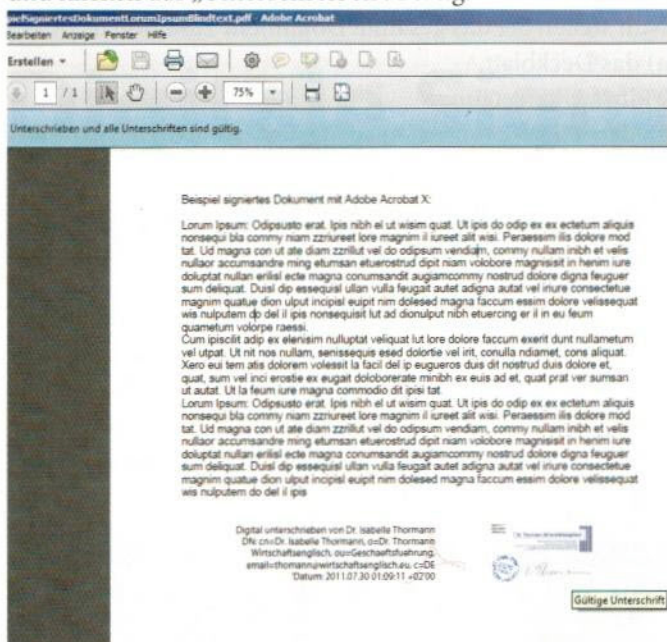 pielSigniertesDokumentLorumIpsumBlindtext.pdf - Adobe Acrobat
Bearbeiten Anzeige Fenster Hilfe
Erstellen
1 / 1 75%
Unterschrieben und alle Unterschriften sind gültig.
Beispiel signiertes Dokument mit Adobe Acrobat X:
Lorum Ipsum: Odipsusto erat. Ipis nibh el ut wisim quat. Ut ipis do odip ex ex ectetum aliquis
nonsequi bla commy niam zzriureet lore magnim il iureet alit wisi. Peraessim ilis dolore mod
tat. Ud magna con ut ate diam zzrillut vel do odipsum vendiam, commy nullam inibh et velis
nullaor accumsandre ming etumsan etuerostrud dipit niam volobore magnisisit in henim iure
doluptat nullan erilisl ecte magna conumsandit augiamcommy nostrud dolore digna feuguer
sum deliquat. Duisl dip essequisl ullan vulla feugait autet adigna autat vel iriure consectetue
magnim quatue dion ulput incipisl euipit nim dolesed magna faccum essim dolore velissequat
wis nulputem do del il ipis nonsequisit lut ad dionulput nibh etuercing er il in eu feum
quametum volorpe raessi.
Cum ipiscilit adip ex elenisim nulluptat veliquat lut lore dolore faccum exerit dunt nullametum
vel utpat. Ut nit nos nullam, senissequis esed dolortie vel irit, conulla ndiamet, cons aliquat.
Xero eui tem atis dolorem volessit la facil del ip eugueros duis dit nostrud duis dolore et,
quat, sum vel inci erostie ex eugait doloborerate minibh ex euis ad et, quat prat ver sumsan
ut autat. Ut la feum iure magna commodio dit ipisi tat.
Lorum Ipsum: Odipsusto erat. Ipis nibh el ut wisim quat. Ut ipis do odip ex ex ectetum aliquis
nonsequi bla commy niam zzriureet lore magnim il iureet alit wisi. Peraessim ilis dolore mod
tat. Ud magna con ut ate diam zzrillut vel do odipsum vendiam, commy nullam inibh et velis
nullaor accumsandre ming etumsan etuerostrud dipit niam volobore magnisisit in henim iure
doluptat nullan erilisl ecte magna conumsandit augiamcommy nostrud dolore digna feuguer
sum deliquat. Duisl dip essequisl ullan vulla feugait autet adigna autat vel iriure consectetue
magnim quatue dion ulput incipisl euipit nim dolesed magna faccum essim dolore velissequat
wis nulputem do del il ipis
Digital unterschrieben von Dr. Isabelle Thormann
DN: cn=Dr. Isabelle Thormann, o=Dr. Thormann
Wirtschaftsenglisch, ou=Geschaeftsfuehrung,
email=thormann@wirtschaftsenglisch.eu, c=DE
Datum: 2011.07.30 01:09:11 +02'00
Gültige Unterschrift